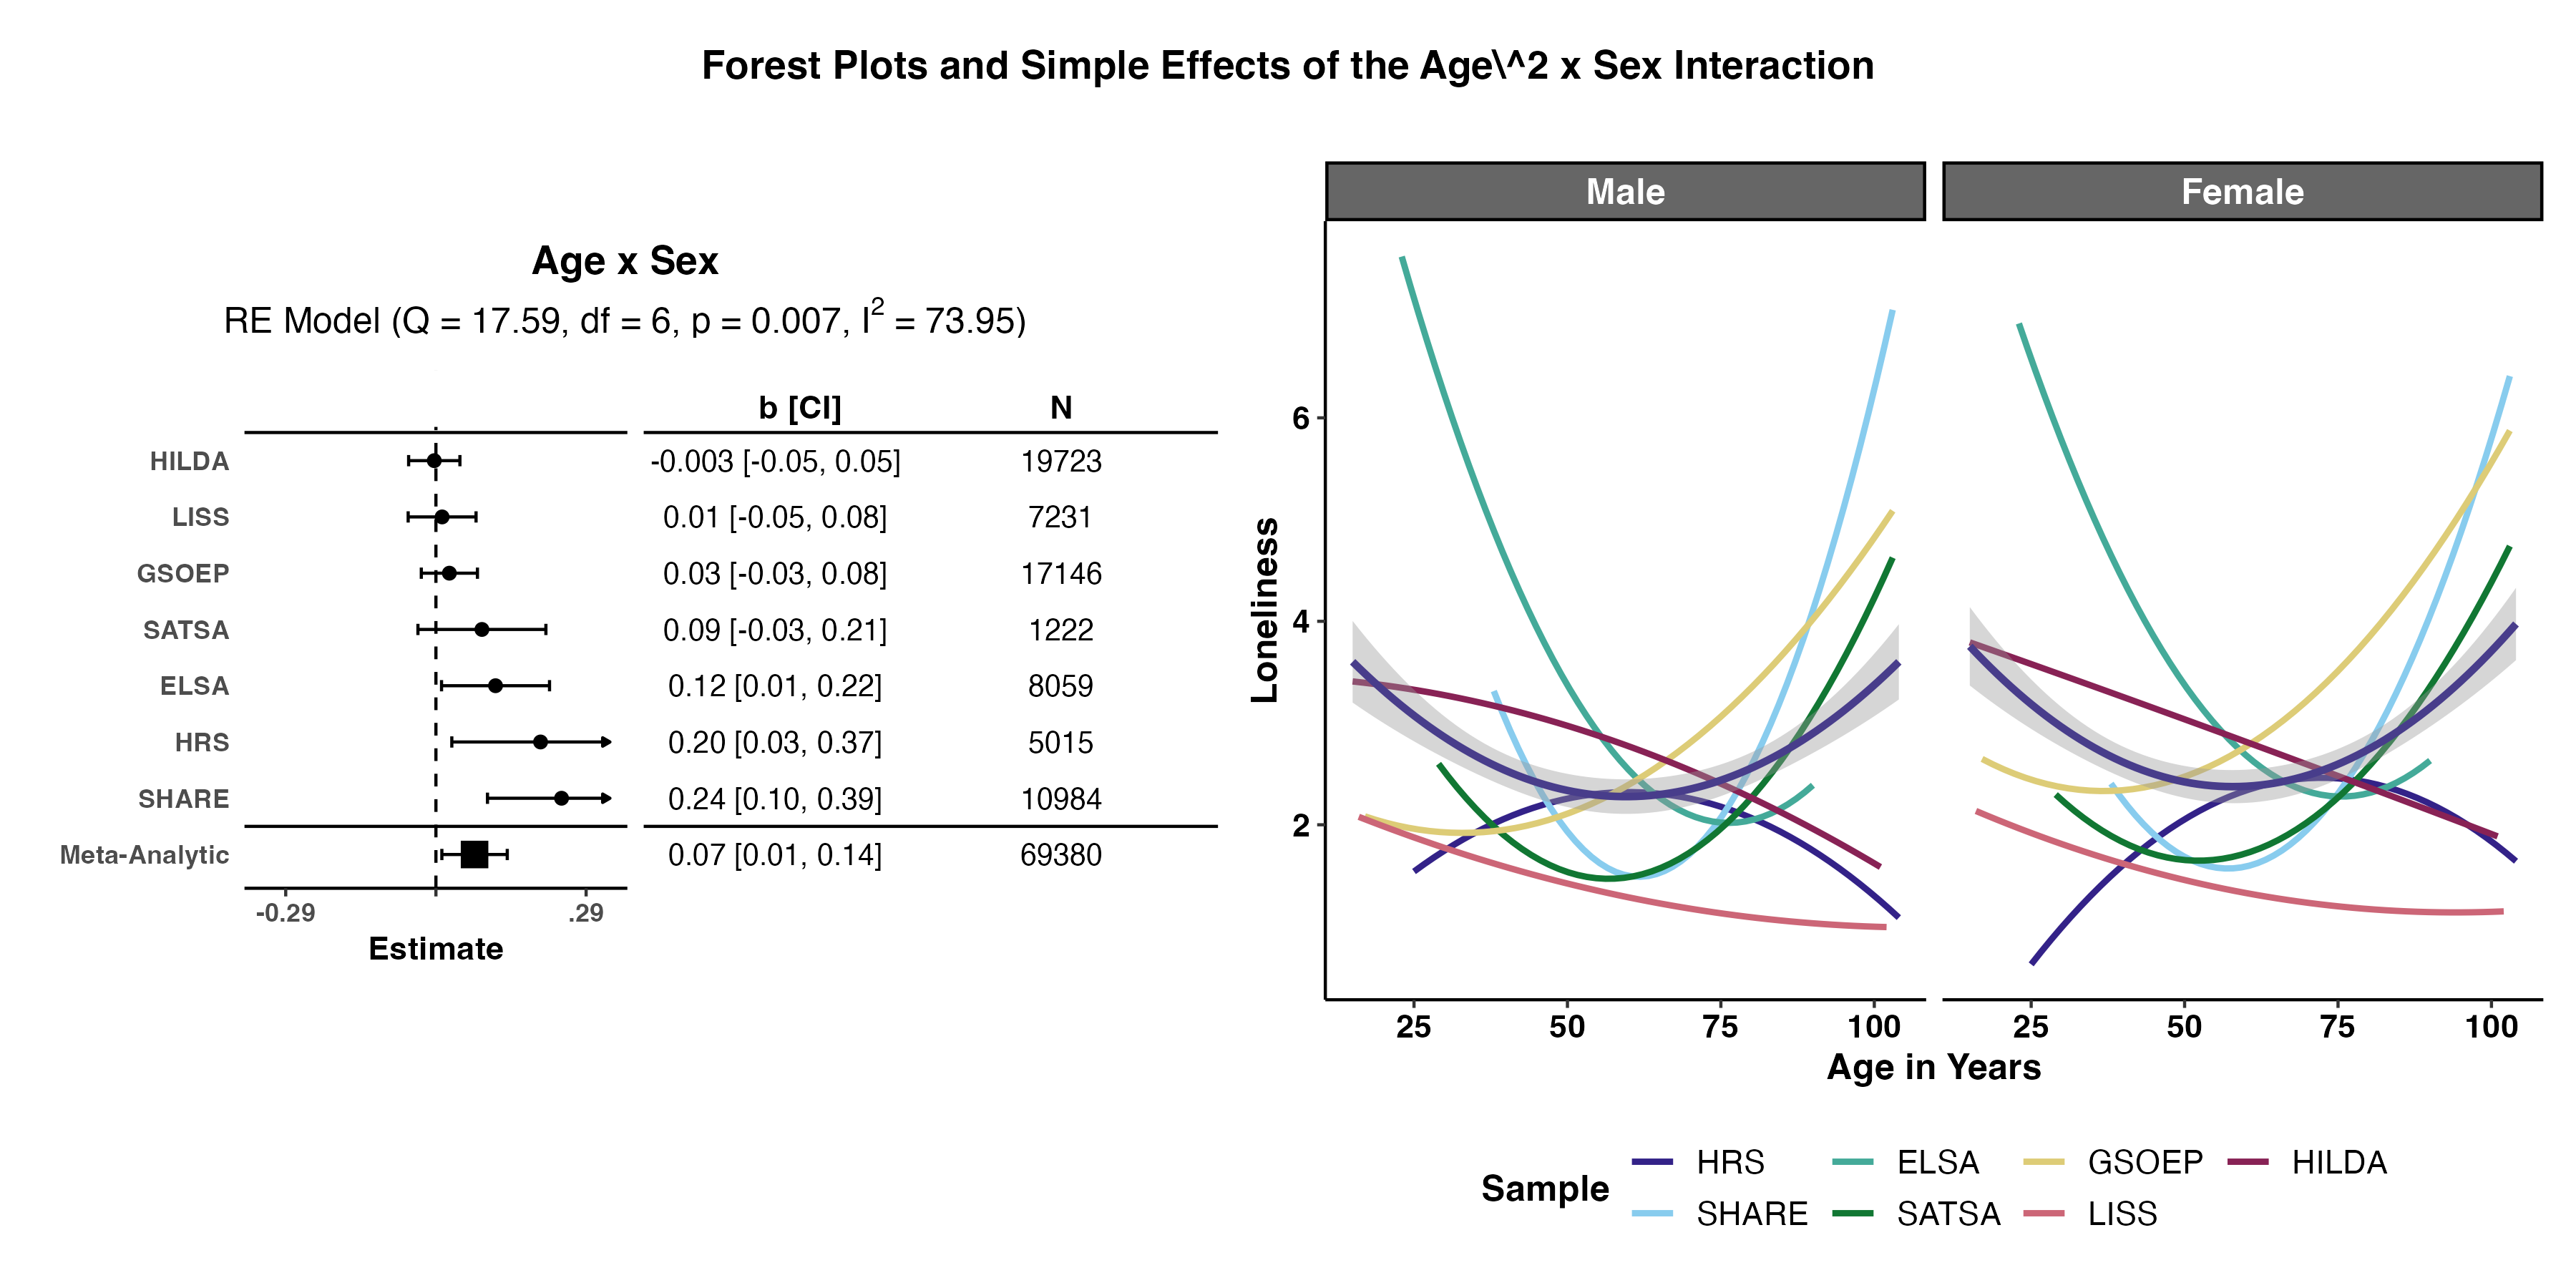 Forest Plots and Simple Effects of the Age\^2 x Sex Interaction
Age x Sex
RE Model (Q = 17.59, df = 6, p = 0.007, I² = 73.95)
b [CI] N
HILDA -0.003 [-0.05, 0.05] 19723
LISS 0.01 [-0.05, 0.08] 7231
GSOEP 0.03 [-0.03, 0.08] 17146
SATSA 0.09 [-0.03, 0.21] 1222
ELSA 0.12 [0.01, 0.22] 8059
HRS 0.20 [0.03, 0.37] 5015
SHARE 0.24 [0.10, 0.39] 10984
Meta-Analytic 0.07 [0.01, 0.14] 69380
-0.29 .29
Estimate
Male Female
Loneliness
6
4
2
25 50 75 100 25 50 75 100
Age in Years
Sample
HRS ELSA GSOEP HILDA
SHARE SATSA LISS